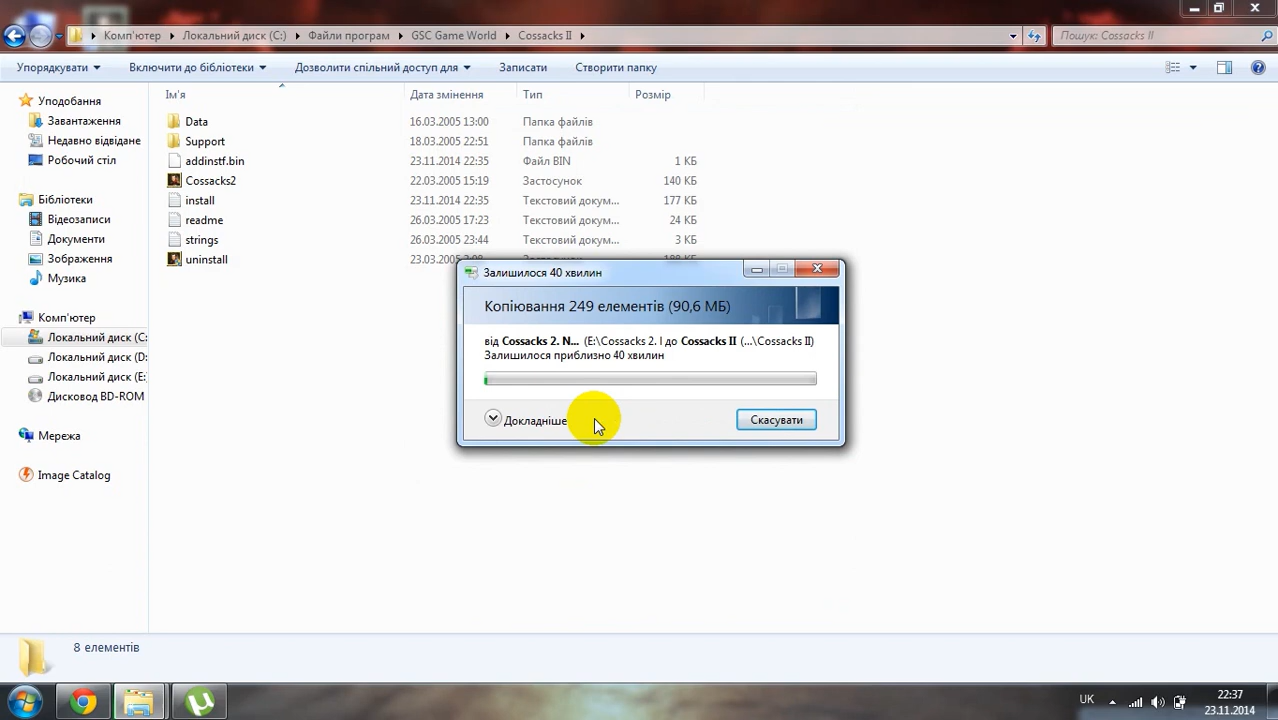 Комп'ютер Локальний диск (C:) Файли програм GSC Game World Cossacks II Пошук: Cossacks II
Упорядкувати Включити до бібліотеки Дозволити спільний доступ для Записати Створити папку
Уподобання
Завантаження
Недавно відвідане
Робочий стіл
Бібліотеки
Відеозаписи
Документи
Зображення
Музика
Комп'ютер
Локальний диск (C:
Локальний диск (D:
Локальний диск (E:
Дисковод BD-ROM
Мережа
Image Catalog
Ім'я Дата змінення Тип Розмір
Data 16.03.2005 13:00 Папка файлів
Support 18.03.2005 22:51 Папка файлів
addinstf.bin 23.11.2014 22:35 Файл BIN 1 КБ
Cossacks2 22.03.2005 15:19 Застосунок 140 КБ
install 23.11.2014 22:35 Текстовий докум... 177 КБ
readme 26.03.2005 17:23 Текстовий докум... 24 КБ
strings 26.03.2005 23:44 Текстовий докум... 3 КБ
uninstall 23.03.2005
Залишилося 40 хвилин
Копіювання 249 елементів (90,6 МБ)
від Cossacks 2. N... (E:\Cossacks 2. I до Cossacks II (...\Cossacks II)
Залишилося приблизно 40 хвилин
Докладніше Скасувати
8 елементів
UK 22:37
23.11.2014